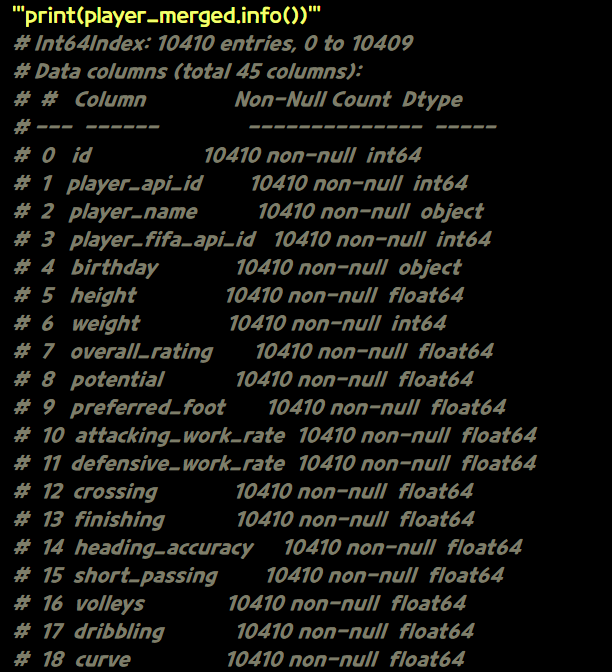 '''print(player_merged.info())'''
# Int64Index: 10410 entries, 0 to 10409
# Data columns (total 45 columns):
# # Column Non-Null Count Dtype
# --- ------ -------------- -----
# 0 id 10410 non-null int64
# 1 player_api_id 10410 non-null int64
# 2 player_name 10410 non-null object
# 3 player_fifa_api_id 10410 non-null int64
# 4 birthday 10410 non-null object
# 5 height 10410 non-null float64
# 6 weight 10410 non-null int64
# 7 overall_rating 10410 non-null float64
# 8 potential 10410 non-null float64
# 9 preferred_foot 10410 non-null float64
# 10 attacking_work_rate 10410 non-null float64
# 11 defensive_work_rate 10410 non-null float64
# 12 crossing 10410 non-null float64
# 13 finishing 10410 non-null float64
# 14 heading_accuracy 10410 non-null float64
# 15 short_passing 10410 non-null float64
# 16 volleys 10410 non-null float64
# 17 dribbling 10410 non-null float64
# 18 curve 10410 non-null float64